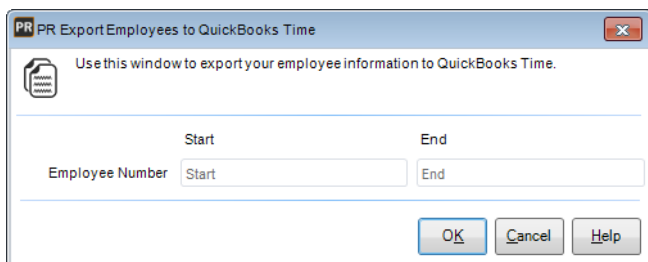 PR PR Export Employees to QuickBooks Time
Use this window to export your employee information to QuickBooks Time.
Start End
Employee Number Start End
OK Cancel Help